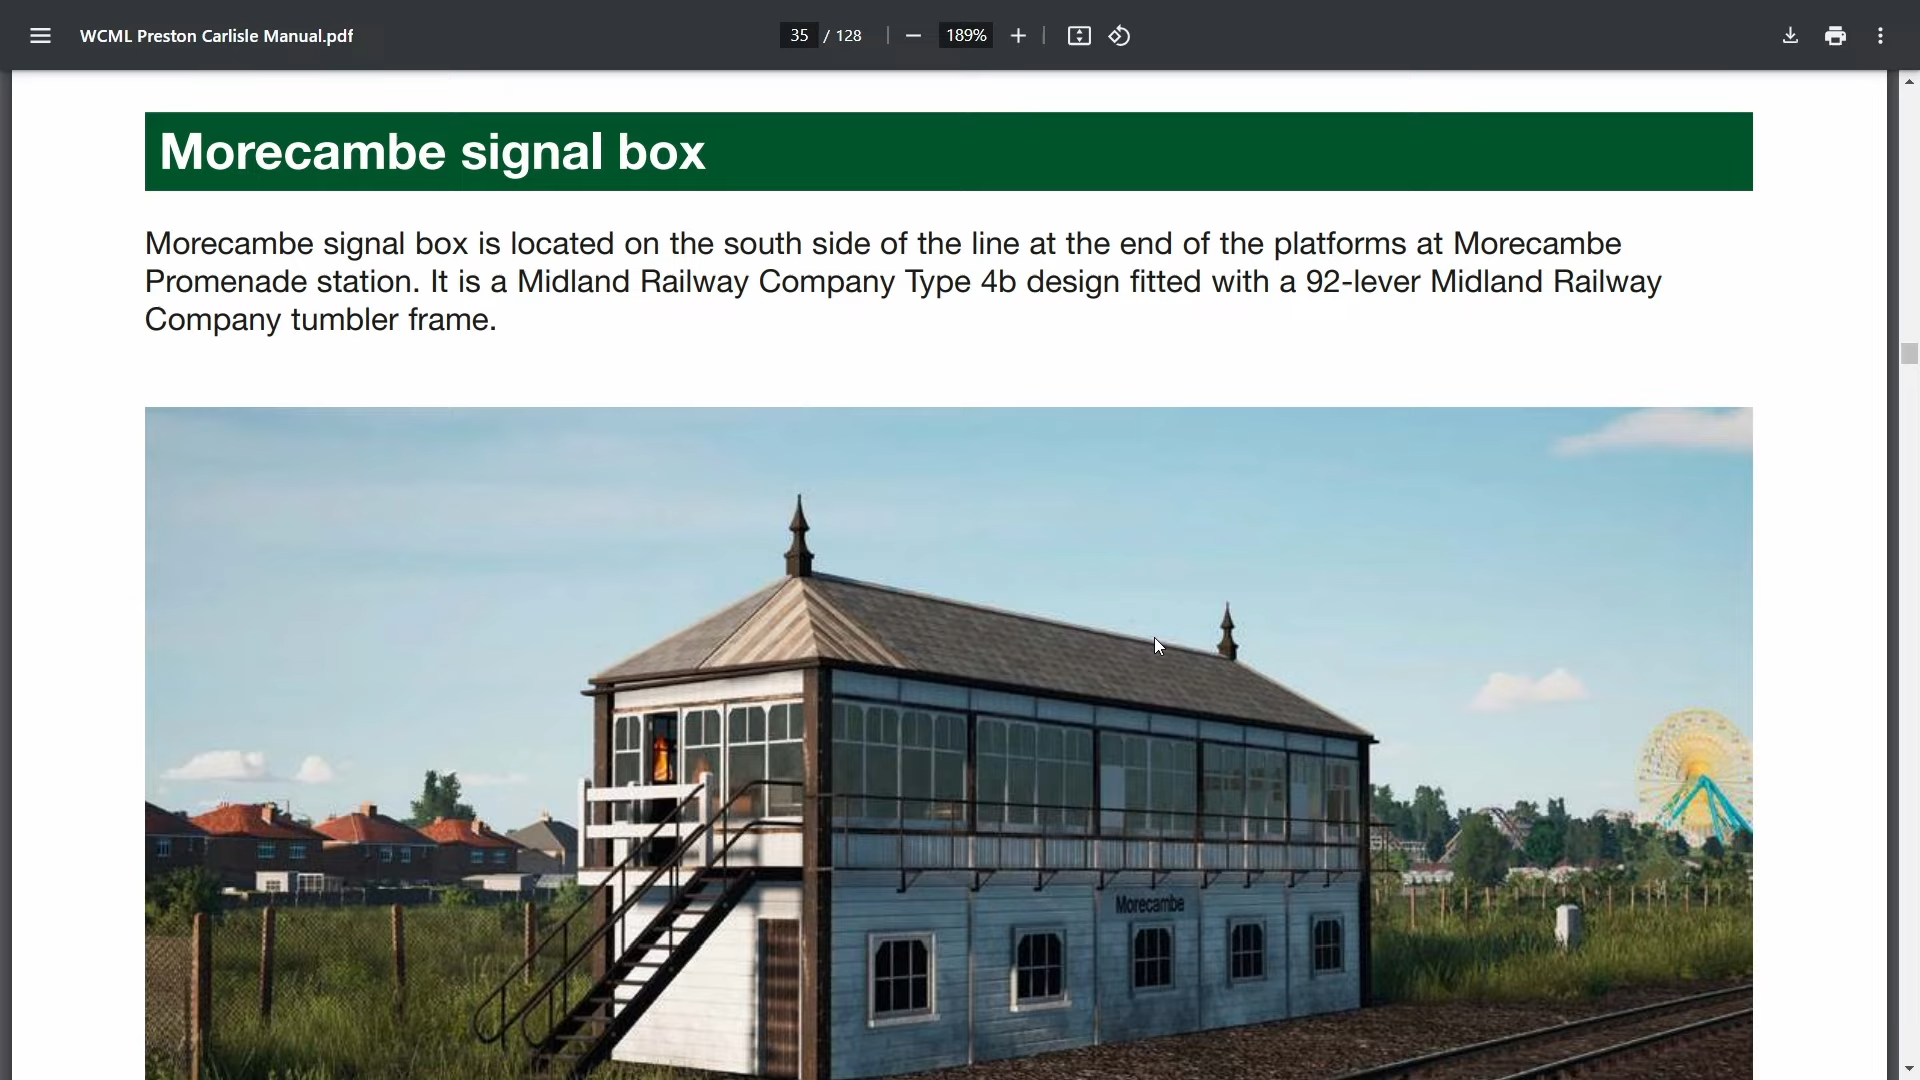 WCML Preston Carlisle Manual.pdf
35 / 128
189%
Morecambe signal box
Morecambe signal box is located on the south side of the line at the end of the platforms at Morecambe
Promenade station. It is a Midland Railway Company Type 4b design fitted with a 92-lever Midland Railway
Company tumbler frame.
Morecambe